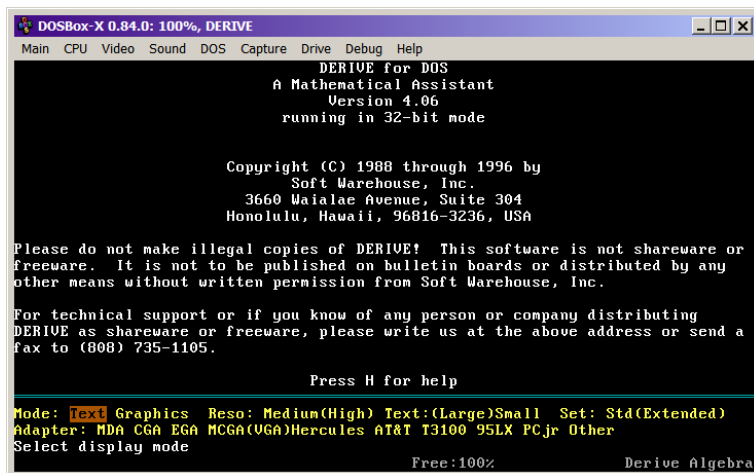 DOSBox-X 0.84.0: 100%, DERIVE
Main CPU Video Sound DOS Capture Drive Debug Help
DERIVE for DOS
A Mathematical Assistant
Version 4.06
running in 32-bit mode
Copyright (C) 1988 through 1996 by
Soft Warehouse, Inc.
3660 Waialae Avenue, Suite 304
Honolulu, Hawaii, 96816-3236, USA
Please do not make illegal copies of DERIVE! This software is not shareware or
freeware. It is not to be published on bulletin boards or distributed by any
other means without written permission from Soft Warehouse, Inc.
For technical support or if you know of any person or company distributing
DERIVE as shareware or freeware, please write us at the above address or send a
fax to (808) 735-1105.
Press H for help
Mode: Text Graphics Reso: Medium(High) Text:(Large)Small Set: Std(Extended)
Adapter: MDA CGA EGA MCGA(VGA)Hercules AT&T T3100 95LX PCjr Other
Select display mode
Free:100% Derive Algebra